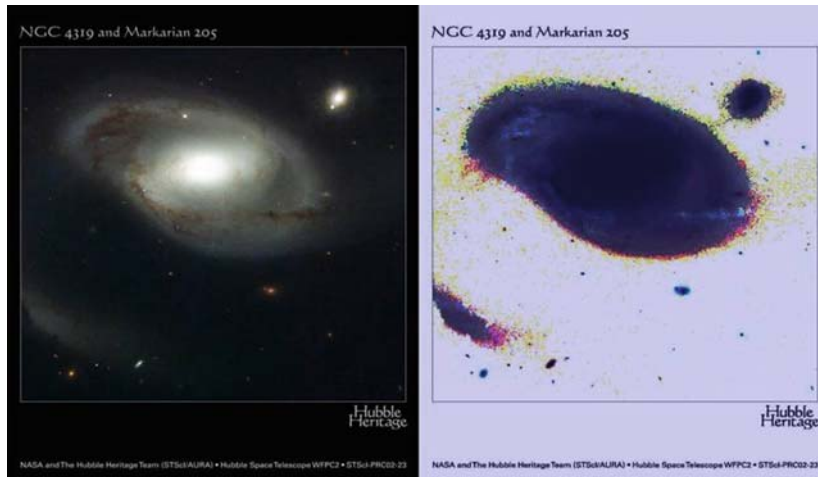 NGC 4319 and Markarian 205
Hubble
Heritage
NASA and The Hubble Heritage Team (STScI/AURA) • Hubble Space Telescope WFPC2 • STScI-PRC02-23
NGC 4319 and Markarian 205
Hubble
Heritage
NASA and The Hubble Heritage Team (STScI/AURA) • Hubble Space Telescope WFPC2 • STScI-PRC02-23